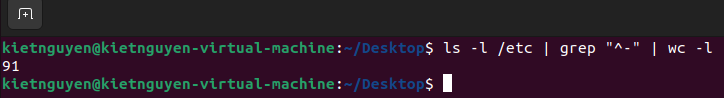 kietnguyen@kietnguyen-virtual-machine:~/Desktop$ ls -l /etc | grep "^-" | wc -l
91
kietnguyen@kietnguyen-virtual-machine:~/Desktop$